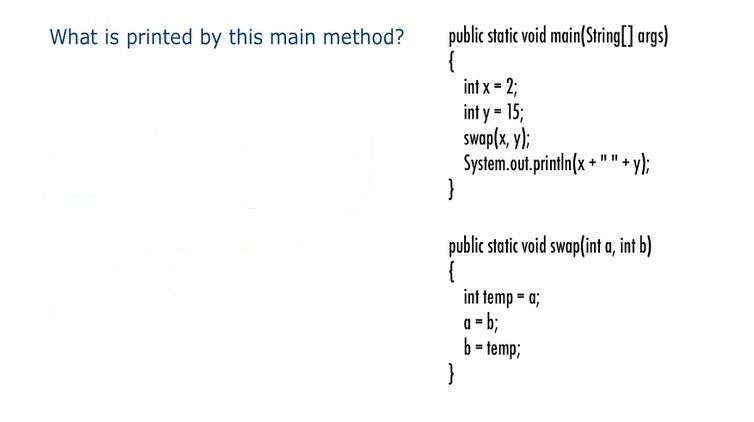 What is printed by this main method?
public static void main(String[] args)
{
int x = 2;
int y = 15;
swap(x, y);
System.out.println(x + " " + y);
}
public static void swap(int a, int b)
{
int temp = a;
a = b;
b = temp;
}